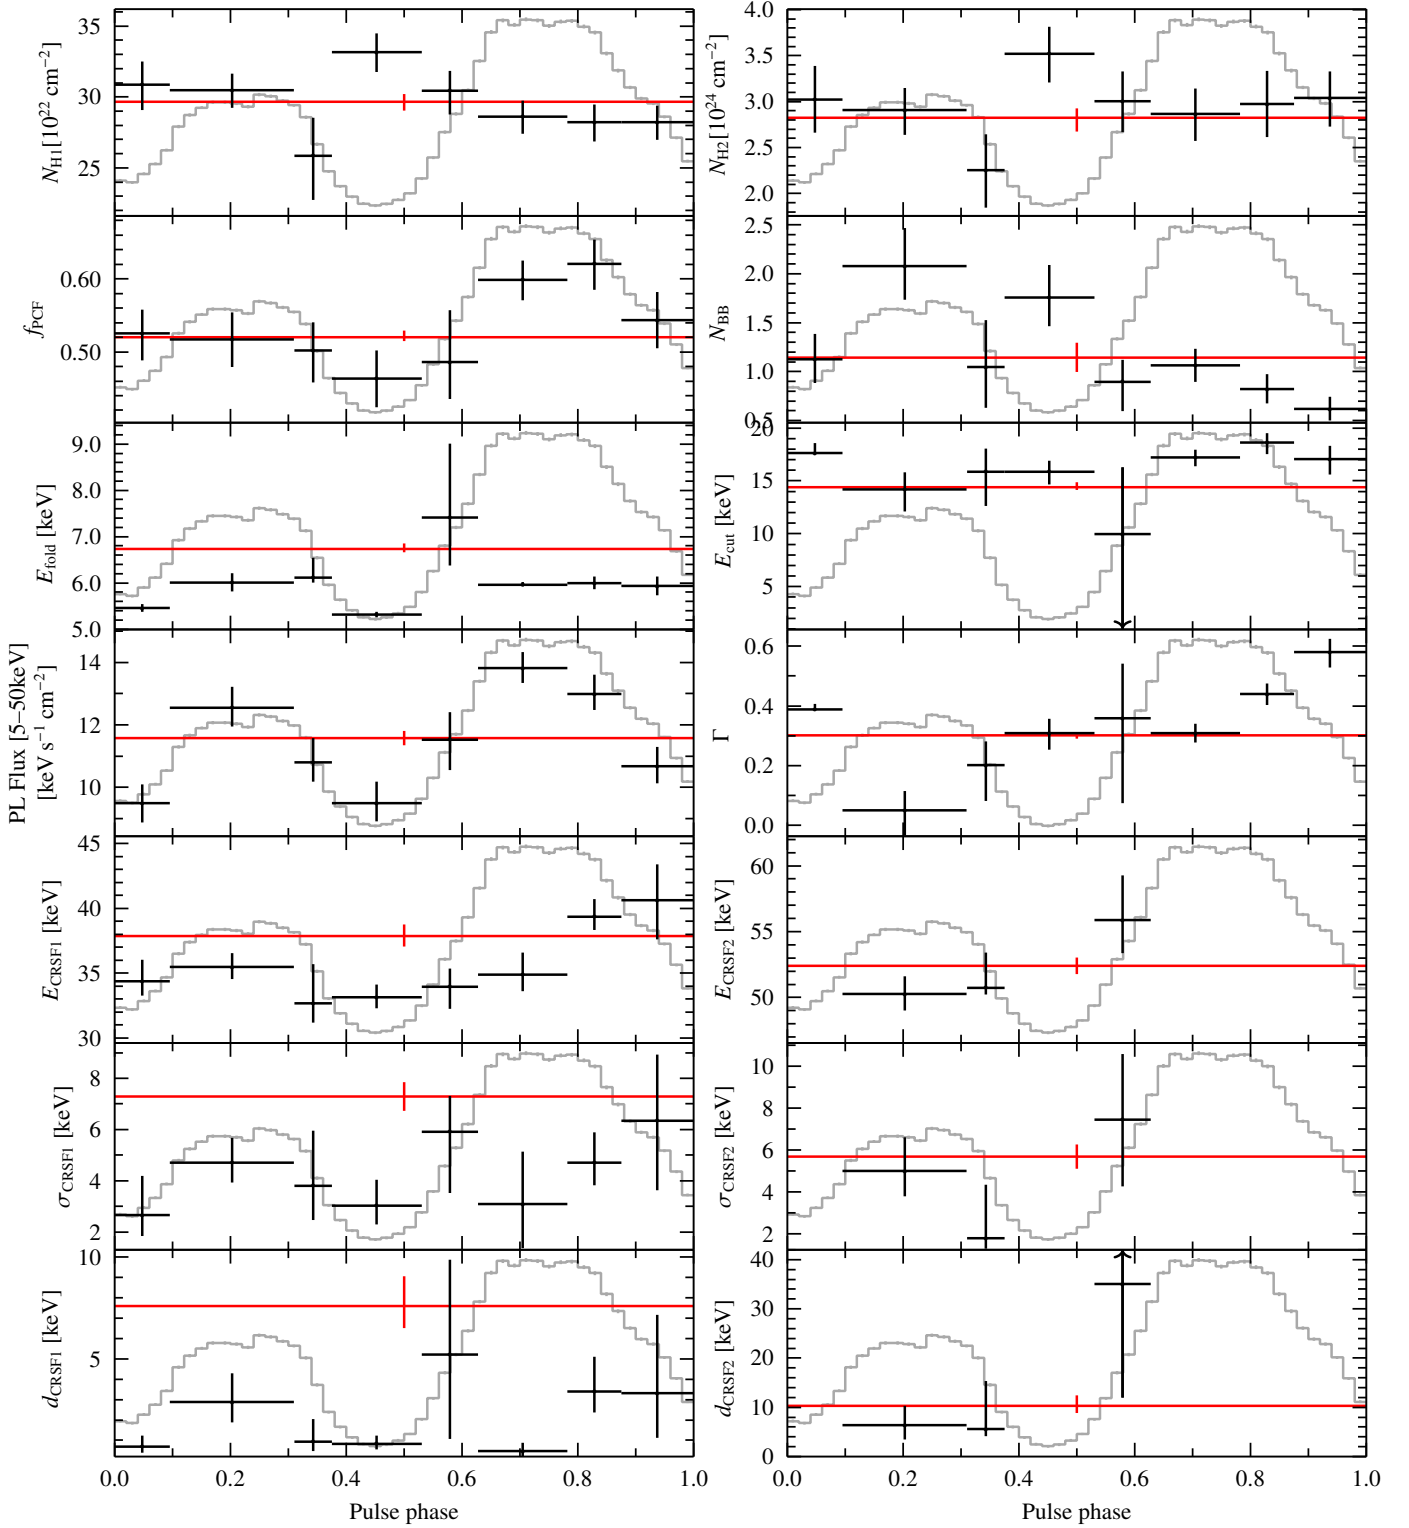 N_H1 [10^22 cm^−2]
35
30
25
N_H2 [10^24 cm^−2]
4.0
3.5
3.0
2.5
2.0
f_PCF
0.60
0.50
N_BB
2.5
2.0
1.5
1.0
0.5
E_fold [keV]
9.0
8.0
7.0
6.0
5.0
E_cut [keV]
20
15
10
5
PL Flux [5–50keV]
[keV s^−1 cm^−2]
14
12
10
Γ
0.6
0.4
0.2
0.0
E_CRSF1 [keV]
45
40
35
30
E_CRSF2 [keV]
60
55
50
σ_CRSF1 [keV]
8
6
4
2
σ_CRSF2 [keV]
10
8
6
4
2
d_CRSF1 [keV]
10
5
d_CRSF2 [keV]
40
30
20
10
0
0.0 0.2 0.4 0.6 0.8 1.0
0.0 0.2 0.4 0.6 0.8 1.0
Pulse phase
Pulse phase